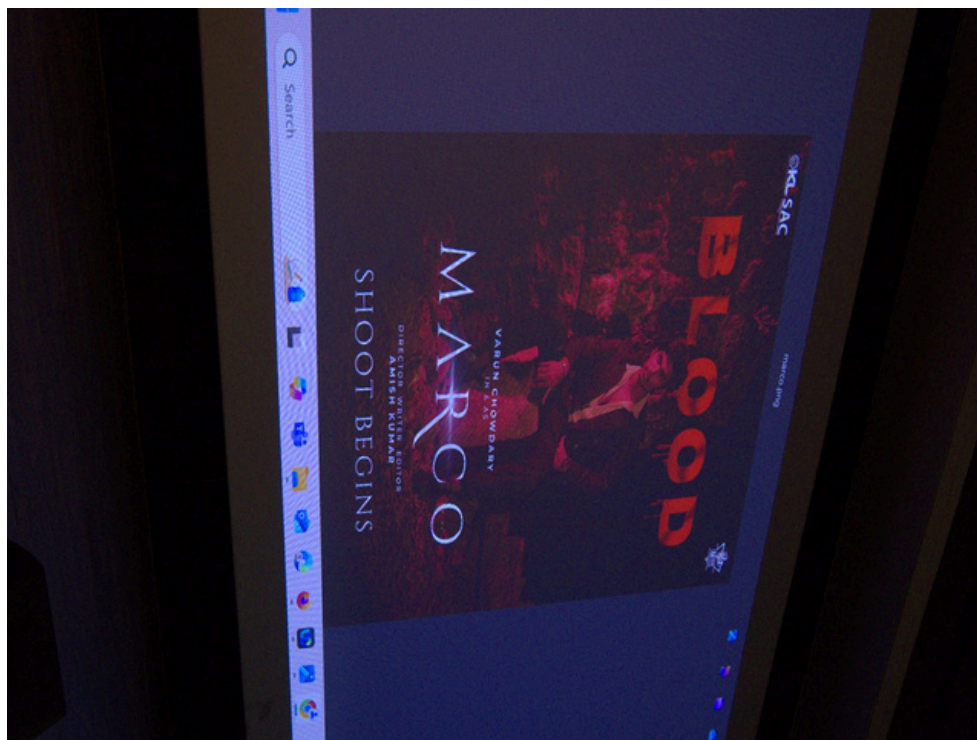 KL SAC
marco.png
BLOOD
VARUN CHOWDARY
IN & AS
MARCO
DIRECTOR WRITER EDITOR
AMISH KUMAR
SHOOT BEGINS
Search